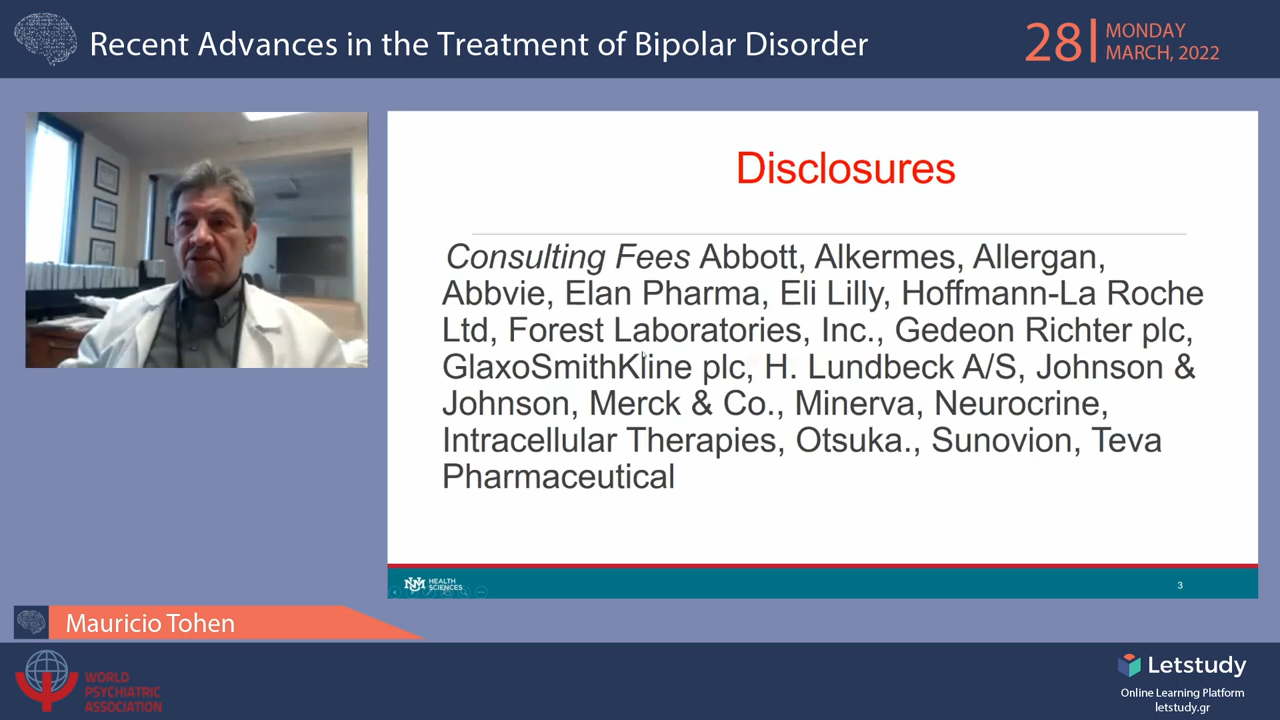 Recent Advances in the Treatment of Bipolar Disorder
28
MONDAY
MARCH, 2022
Disclosures
Consulting Fees Abbott, Alkermes, Allergan,
Abbvie, Elan Pharma, Eli Lilly, Hoffmann-La Roche
Ltd, Forest Laboratories, Inc., Gedeon Richter plc,
GlaxoSmithKline plc, H. Lundbeck A/S, Johnson &
Johnson, Merck & Co., Minerva, Neurocrine,
Intracellular Therapies, Otsuka., Sunovion, Teva
Pharmaceutical
UNM
HEALTH
SCIENCES
3
Mauricio Tohen
WORLD
PSYCHIATRIC
ASSOCIATION
Letstudy
Online Learning Platform
letstudy.gr